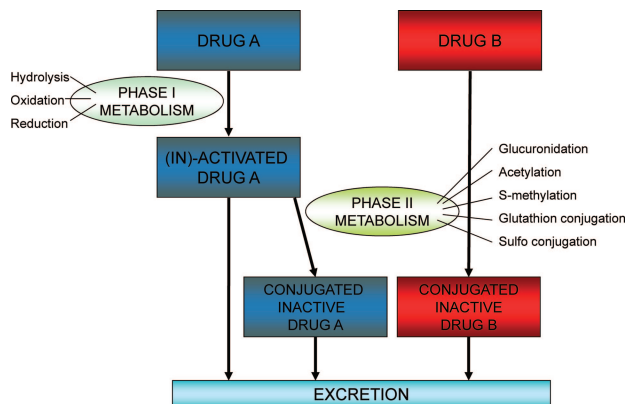 DRUG A
DRUG B
Hydrolysis
Oxidation
Reduction
PHASE I
METABOLISM
(IN)-ACTIVATED
DRUG A
Glucuronidation
Acetylation
S-methylation
Glutathion conjugation
Sulfo conjugation
PHASE II
METABOLISM
CONJUGATED
INACTIVE
DRUG A
CONJUGATED
INACTIVE
DRUG B
EXCRETION